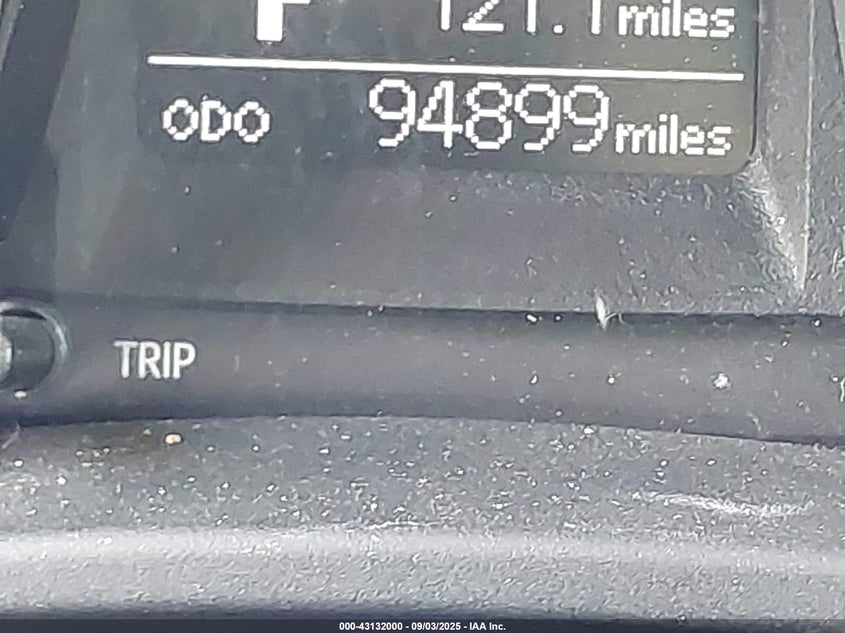 121.1 miles
ODO 94899 miles
TRIP
000-43132000 - 09/03/2025 - IAA Inc.